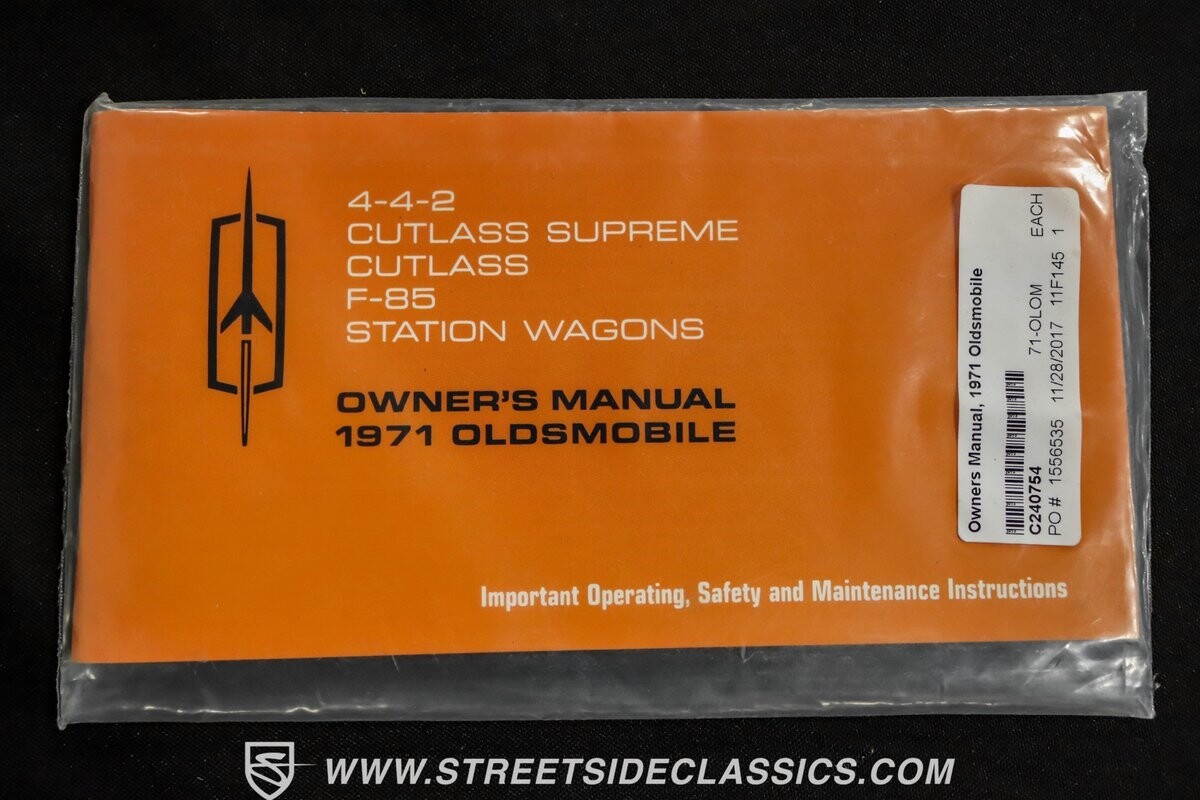 4-4-2
CUTLASS SUPREME
CUTLASS
F-85
STATION WAGONS
OWNER'S MANUAL
1971 OLDSMOBILE
Important Operating, Safety and Maintenance Instructions
Owners Manual, 1971 Oldsmobile
71-OLOM EACH
C240754
PO # 1556535 11/28/2017 11F145 1
WWW.STREETSIDECLASSICS.COM